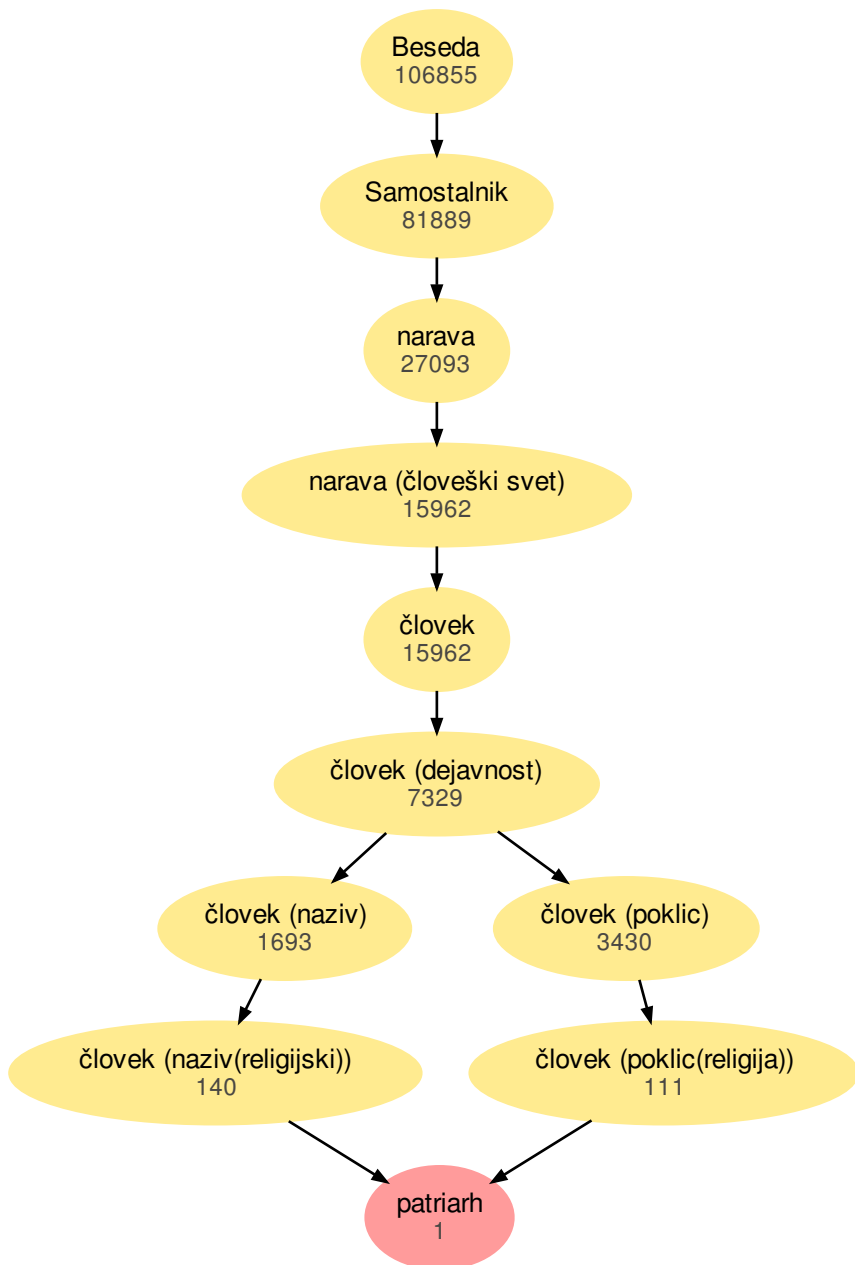 Beseda
106855
Samostalnik
81889
narava
27093
narava (človeški svet)
15962
človek
15962
človek (dejavnost)
7329
človek (naziv)
1693
človek (poklic)
3430
človek (naziv(religijski))
140
človek (poklic(religija))
111
patriarh
1